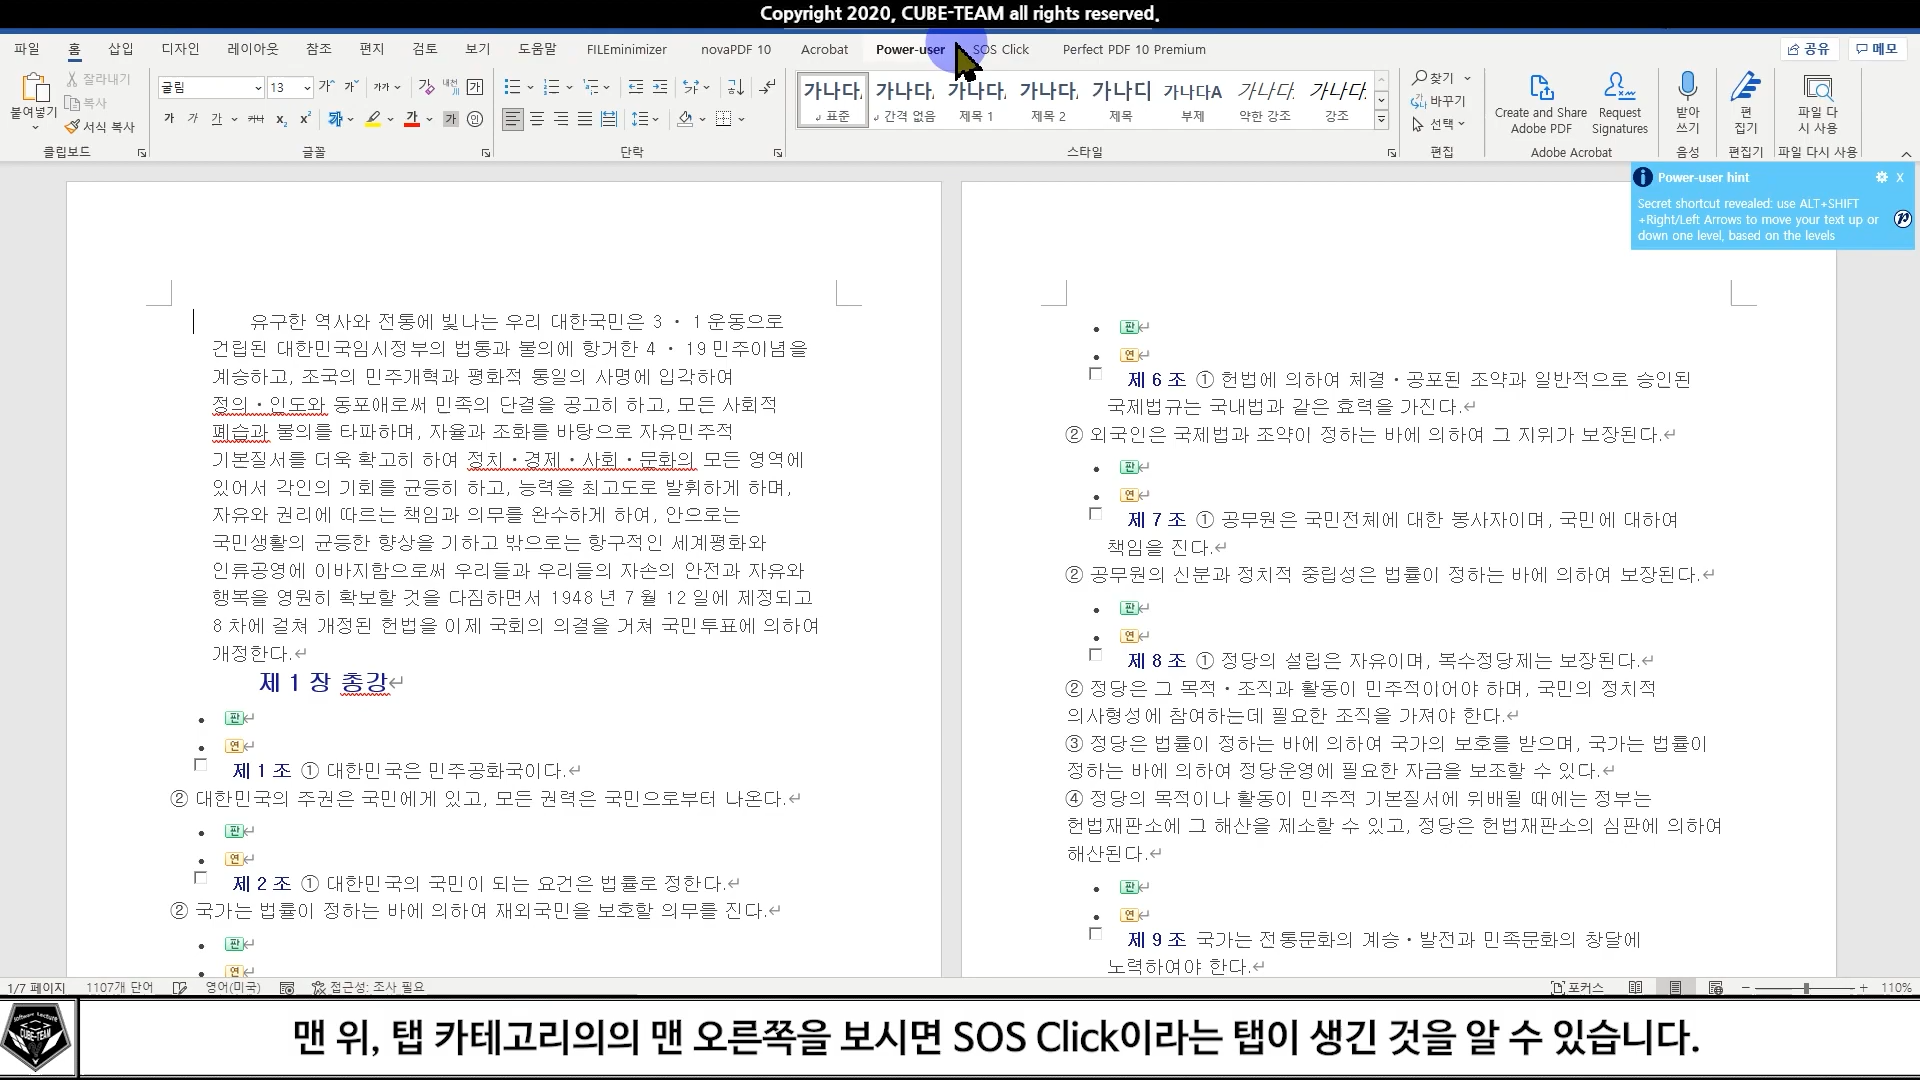 Copyright 2020, CUBE-TEAM all rights reserved.
파일 홈 삽입 디자인 레이아웃 참조 편지 검토 보기 도움말 FILEminimizer novaPDF 10 Acrobat Power-user SOS Click Perfect PDF 10 Premium 공유 메모
붙여넣기 잘라내기 복사 서식 복사
클립보드
굴림 13
글꼴
단락
가나다 가나다 가나다 가나다 가나디 가나다A 가나다 가나다
표준 간격 없음 제목 1 제목 2 제목 부제 약한 강조 강조
스타일
찾기
바꾸기
선택
편집
Create and Share Adobe PDF
Request Signatures
Adobe Acrobat
받아쓰기
음성
편집기
편집기
파일 다시 사용
파일 다시 사용
Power-user hint X
Secret shortcut revealed: use ALT+SHIFT
+Right/Left Arrows to move your text up or
down one level, based on the levels
유구한 역사와 전통에 빛나는 우리 대한국민은 3 · 1 운동으로
건립된 대한민국임시정부의 법통과 불의에 항거한 4 · 19 민주이념을
계승하고, 조국의 민주개혁과 평화적 통일의 사명에 입각하여
정의·인도와 동포애로써 민족의 단결을 공고히 하고, 모든 사회적
폐습과 불의를 타파하며, 자율과 조화를 바탕으로 자유민주적
기본질서를 더욱 확고히 하여 정치·경제·사회·문화의 모든 영역에
있어서 각인의 기회를 균등히 하고, 능력을 최고도로 발휘하게 하며,
자유와 권리에 따르는 책임과 의무를 완수하게 하여, 안으로는
국민생활의 균등한 향상을 기하고 밖으로는 항구적인 세계평화와
인류공영에 이바지함으로써 우리들과 우리들의 자손의 안전과 자유와
행복을 영원히 확보할 것을 다짐하면서 1948 년 7 월 12 일에 제정되고
8 차에 걸쳐 개정된 헌법을 이제 국회의 의결을 거쳐 국민투표에 의하여
개정한다.
제 1 장 총강
• 판
• 연
제 1 조 ① 대한민국은 민주공화국이다.
② 대한민국의 주권은 국민에게 있고, 모든 권력은 국민으로부터 나온다.
• 판
• 연
제 2 조 ① 대한민국의 국민이 되는 요건은 법률로 정한다.
② 국가는 법률이 정하는 바에 의하여 재외국민을 보호할 의무를 진다.
• 판
• 연
• 판
• 연
제 6 조 ① 헌법에 의하여 체결·공포된 조약과 일반적으로 승인된
국제법규는 국내법과 같은 효력을 가진다.
② 외국인은 국제법과 조약이 정하는 바에 의하여 그 지위가 보장된다.
• 판
• 연
제 7 조 ① 공무원은 국민전체에 대한 봉사자이며, 국민에 대하여
책임을 진다.
② 공무원의 신분과 정치적 중립성은 법률이 정하는 바에 의하여 보장된다.
• 판
• 연
제 8 조 ① 정당의 설립은 자유이며, 복수정당제는 보장된다.
② 정당은 그 목적·조직과 활동이 민주적이어야 하며, 국민의 정치적
의사형성에 참여하는데 필요한 조직을 가져야 한다.
③ 정당은 법률이 정하는 바에 의하여 국가의 보호를 받으며, 국가는 법률이
정하는 바에 의하여 정당운영에 필요한 자금을 보조할 수 있다.
④ 정당의 목적이나 활동이 민주적 기본질서에 위배될 때에는 정부는
헌법재판소에 그 해산을 제소할 수 있고, 정당은 헌법재판소의 심판에 의하여
해산된다.
• 판
• 연
제 9 조 국가는 전통문화의 계승·발전과 민족문화의 창달에
노력하여야 한다.
1/7 페이지 1107개 단어 영어(미국) 접근성: 조사 필요 포커스 110%
Software Lecture
CUBE-TEAM
맨 위, 탭 카테고리의의 맨 오른쪽을 보시면 SOS Click이라는 탭이 생긴 것을 알 수 있습니다.